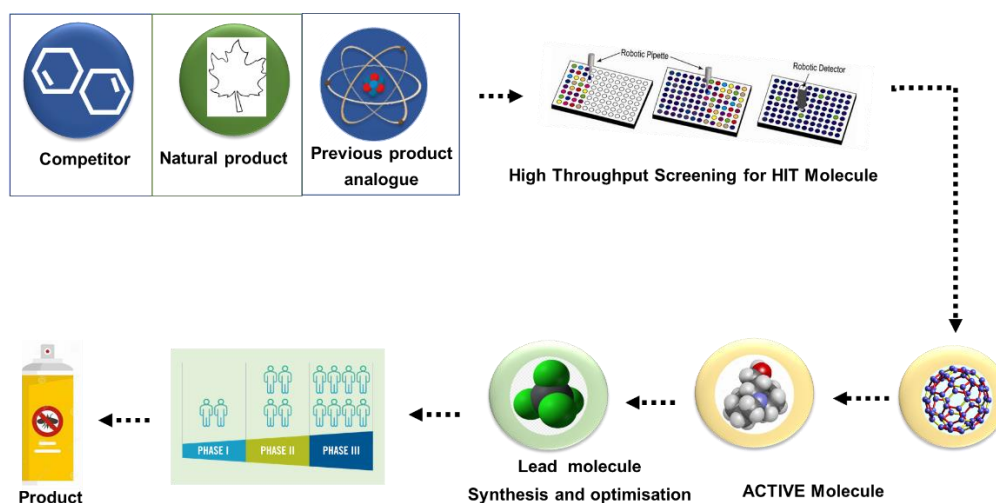 Competitor
Natural product
Previous product
analogue
Robotic Pipette
Robotic Detector
High Throughput Screening for HIT Molecule
Product
PHASE I
PHASE II
PHASE III
Lead molecule
Synthesis and optimisation
ACTIVE Molecule